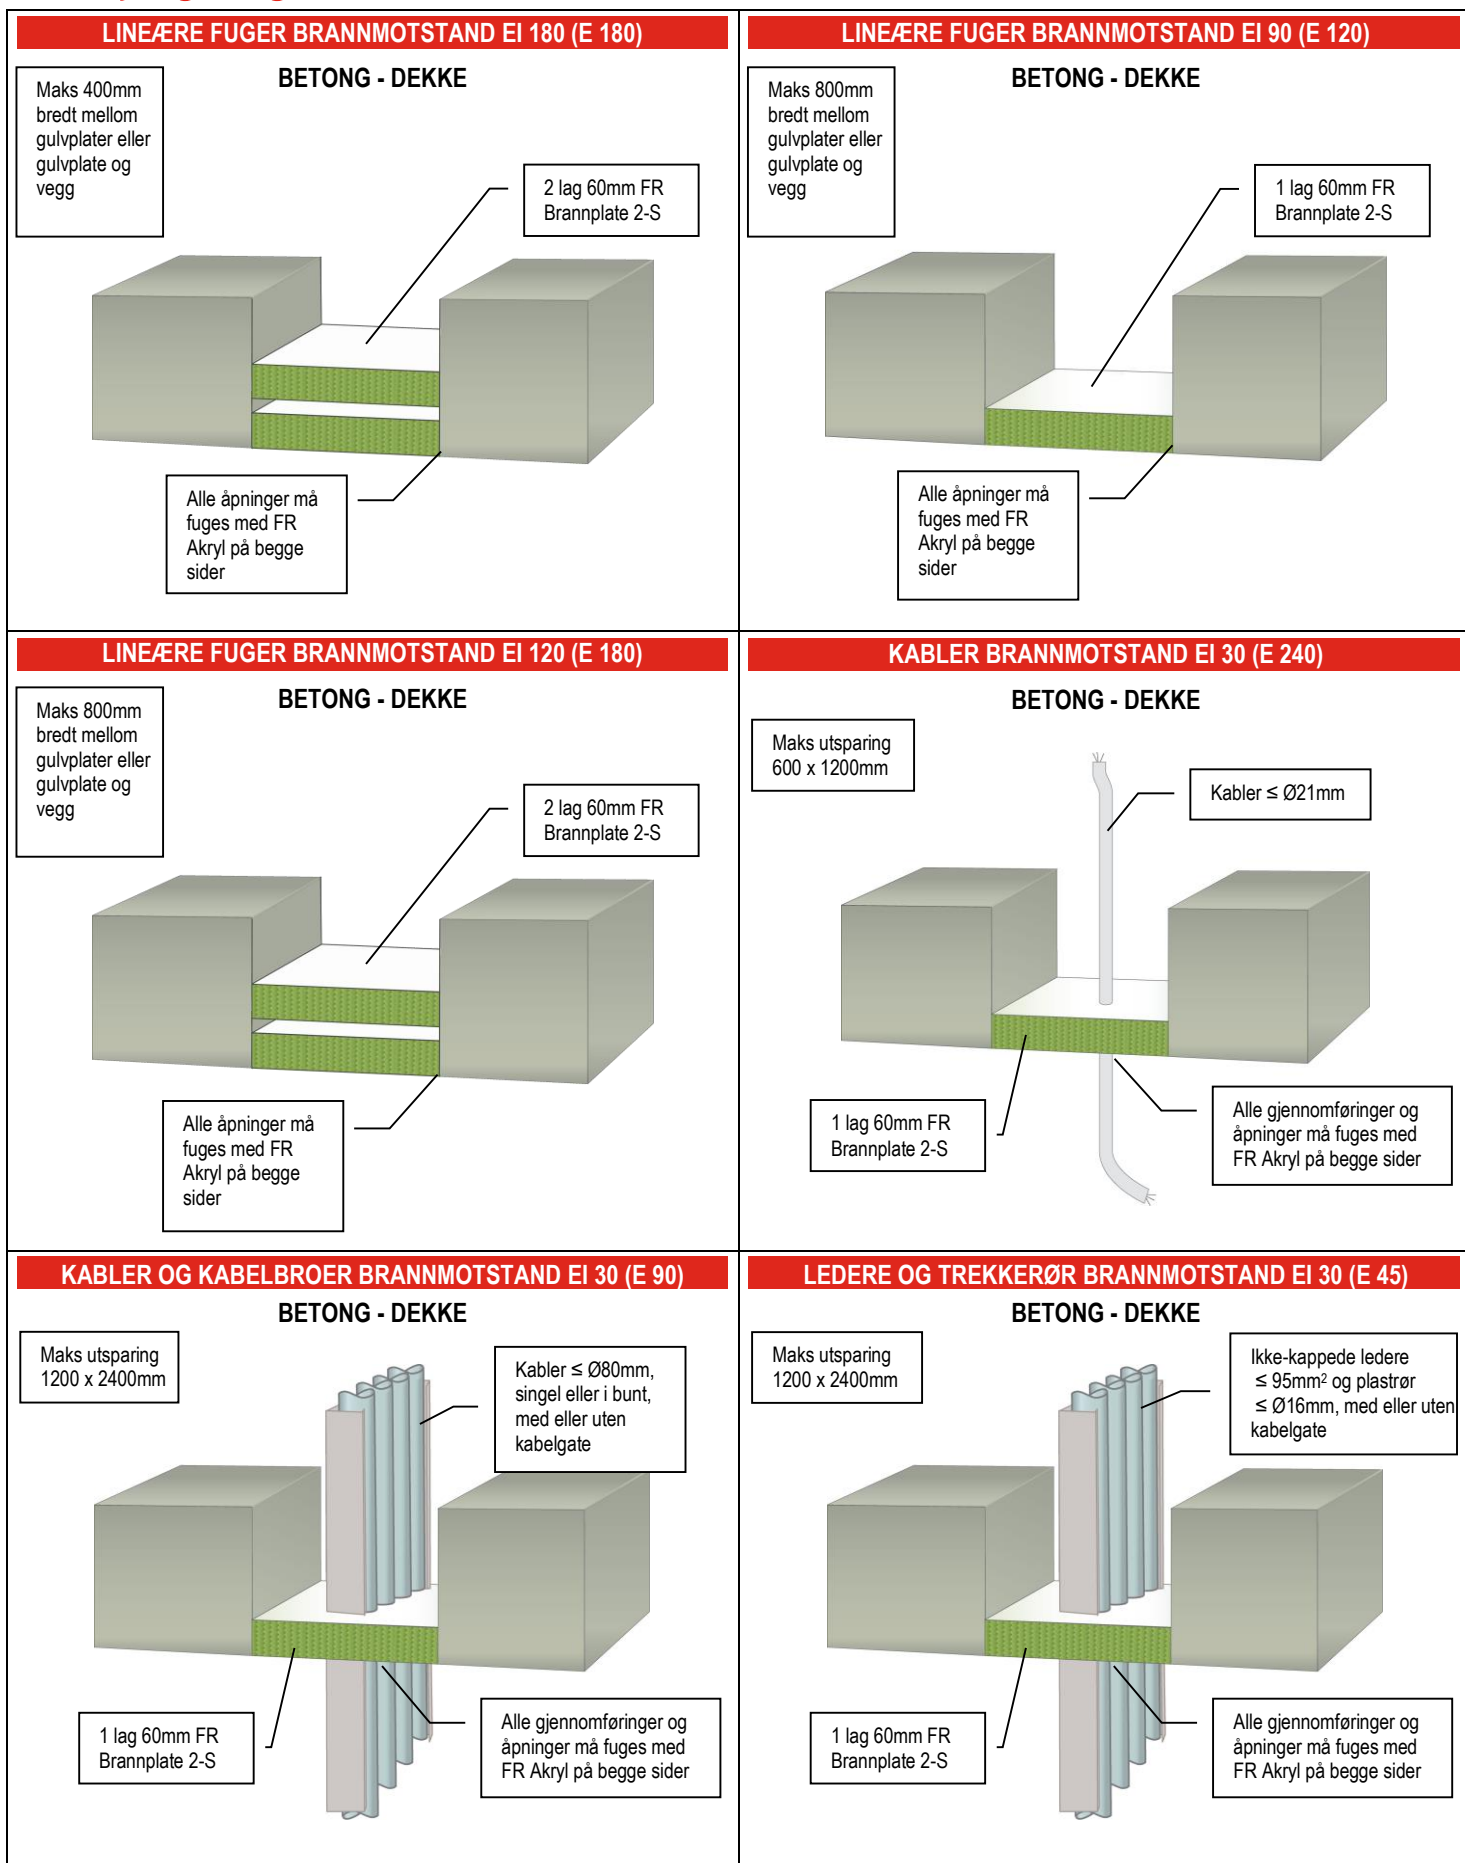 LINEÆRE FUGER BRANNMOTSTAND EI 180 (E 180)
BETONG - DEKKE
Maks 400mm
bredt mellom
gulvplater eller
gulvplate og
vegg
2 lag 60mm FR
Brannplate 2-S
Alle åpninger må
fuges med FR
Akryl på begge
sider
LINEÆRE FUGER BRANNMOTSTAND EI 90 (E 120)
BETONG - DEKKE
Maks 800mm
bredt mellom
gulvplater eller
gulvplate og
vegg
1 lag 60mm FR
Brannplate 2-S
Alle åpninger må
fuges med FR
Akryl på begge
sider
LINEÆRE FUGER BRANNMOTSTAND EI 120 (E 180)
BETONG - DEKKE
Maks 800mm
bredt mellom
gulvplater eller
gulvplate og
vegg
2 lag 60mm FR
Brannplate 2-S
Alle åpninger må
fuges med FR
Akryl på begge
sider
KABLER BRANNMOTSTAND EI 30 (E 240)
BETONG - DEKKE
Maks utsparing
600 x 1200mm
Kabler ≤ Ø21mm
1 lag 60mm FR
Brannplate 2-S
Alle gjennomføringer og
åpninger må fuges med
FR Akryl på begge sider
KABLER OG KABELBROER BRANNMOTSTAND EI 30 (E 90)
BETONG - DEKKE
Maks utsparing
1200 x 2400mm
Kabler ≤ Ø80mm,
singel eller i bunt,
med eller uten
kabelgate
1 lag 60mm FR
Brannplate 2-S
Alle gjennomføringer og
åpninger må fuges med
FR Akryl på begge sider
LEDERE OG TREKKERØR BRANNMOTSTAND EI 30 (E 45)
BETONG - DEKKE
Maks utsparing
1200 x 2400mm
Ikke-kappede ledere
≤ 95mm² og plastrør
≤ Ø16mm, med eller uten
kabelgate
1 lag 60mm FR
Brannplate 2-S
Alle gjennomføringer og
åpninger må fuges med
FR Akryl på begge sider